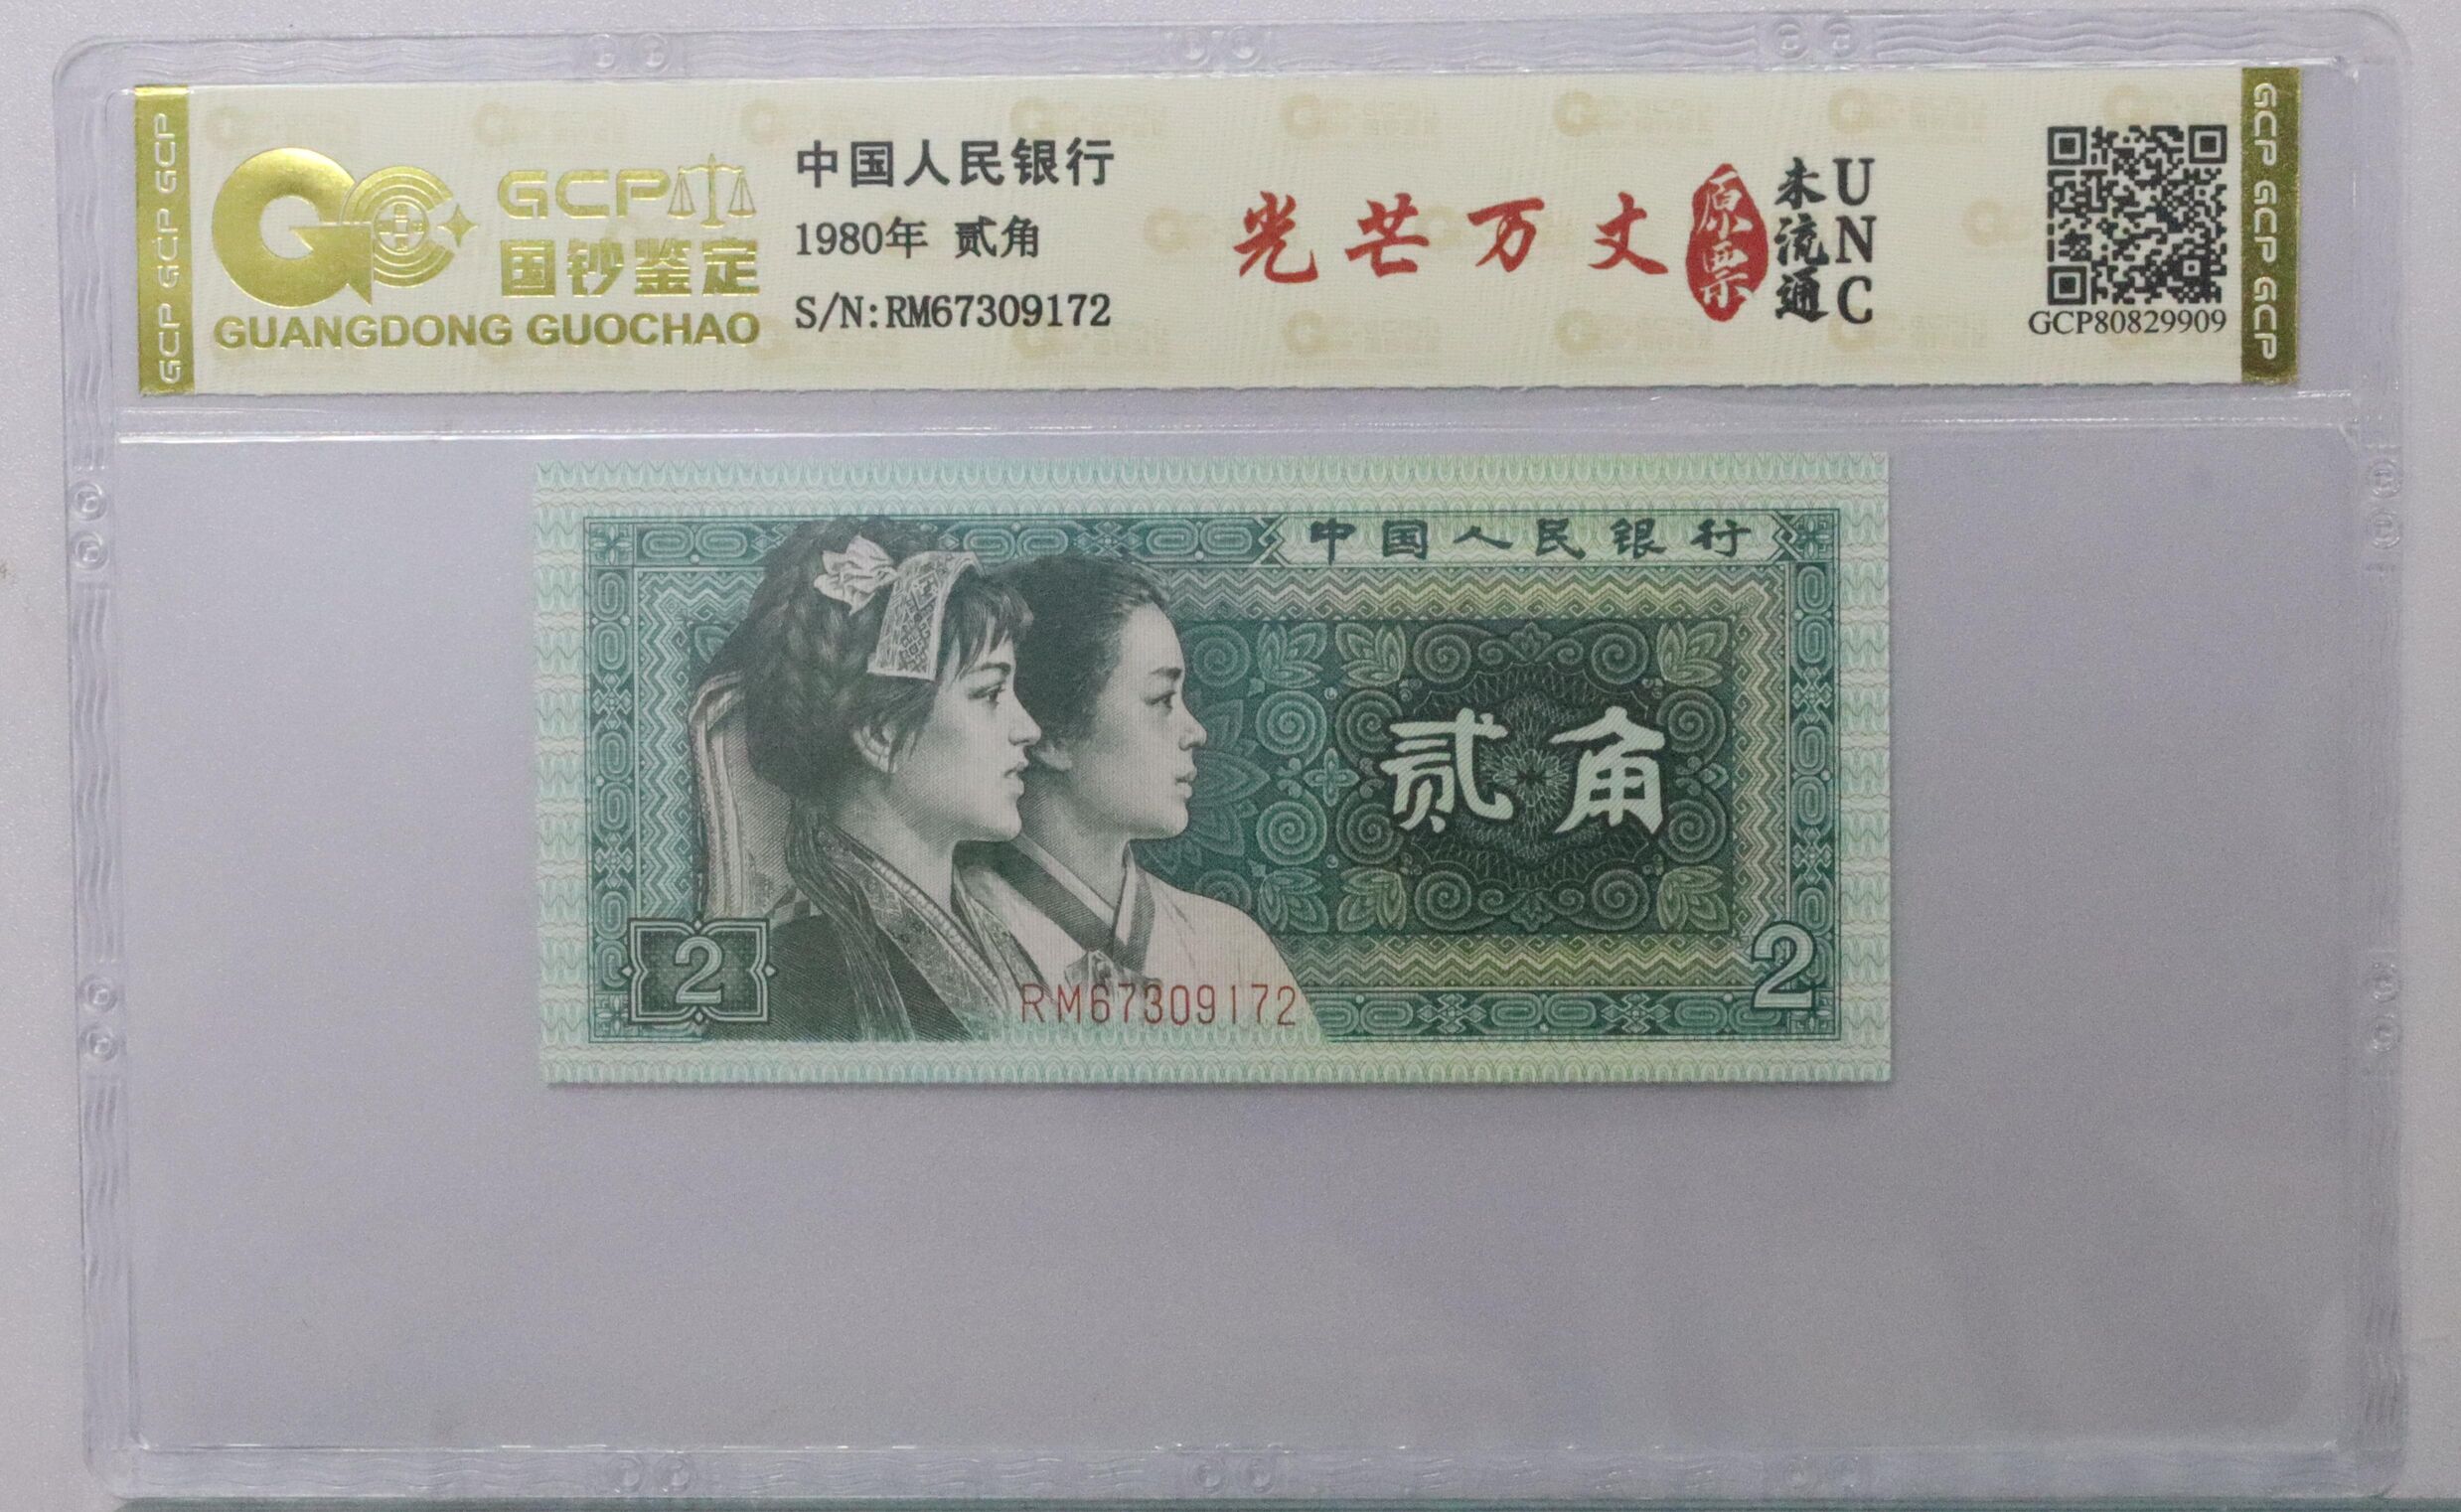 GCP GCP GCP
GCP
国钞鉴定
GUANGDONG GUOCHAO
中国人民银行
1980年 贰角
S/N:RM67309172
光芒万丈
原票
未流通
UNC
GCP80829909
GCP GCP GCP
中国人民银行
贰角
2
RM67309172
2